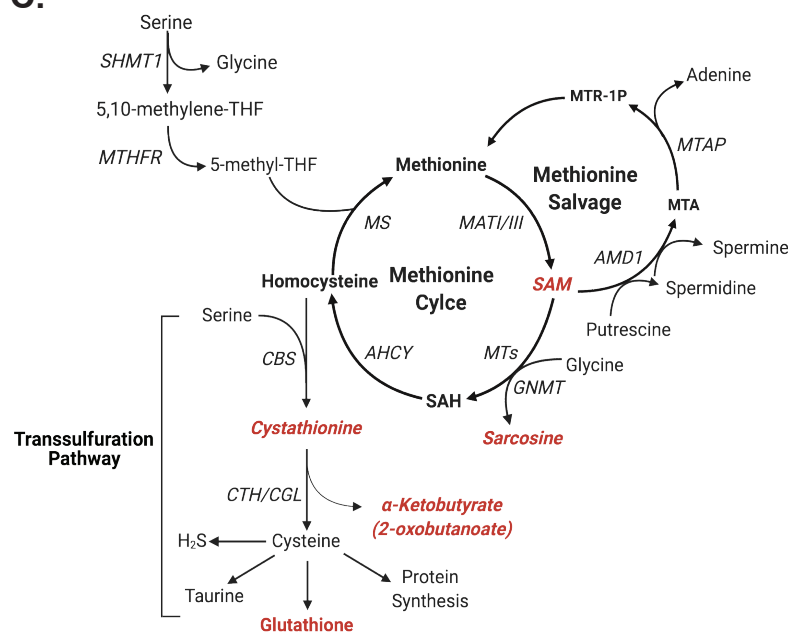 C.
Serine
SHMT1
Glycine
5,10-methylene-THF
MTHFR
5-methyl-THF
MTR-1P
Adenine
MTAP
Methionine
Methionine
Salvage
MS
MATI/III
MTA
AMD1
Spermine
Homocysteine
Methionine
Cylce
SAM
Spermidine
Putrescine
Serine
CBS
AHCY
MTs
Glycine
GNMT
SAH
Cystathionine
Sarcosine
Transsulfuration
Pathway
CTH/CGL
α-Ketobutyrate
(2-oxobutanoate)
H₂S
Cysteine
Taurine
Protein
Synthesis
Glutathione